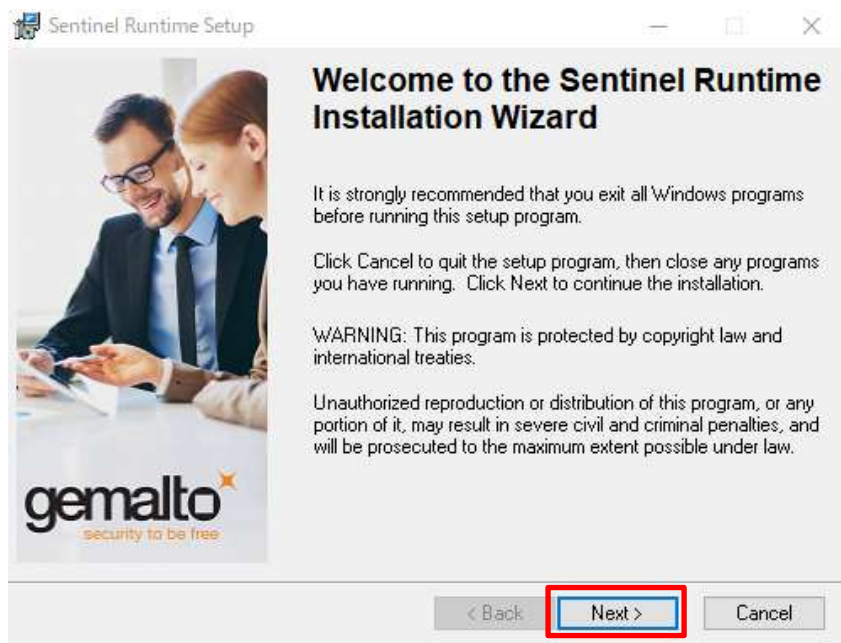 Sentinel Runtime Setup
Welcome to the Sentinel Runtime
Installation Wizard
It is strongly recommended that you exit all Windows programs
before running this setup program.
Click Cancel to quit the setup program, then close any programs
you have running. Click Next to continue the installation.
WARNING: This program is protected by copyright law and
international treaties.
Unauthorized reproduction or distribution of this program, or any
portion of it, may result in severe civil and criminal penalties, and
will be prosecuted to the maximum extent possible under law.
gemalto
security to be free
< Back
Next >
Cancel